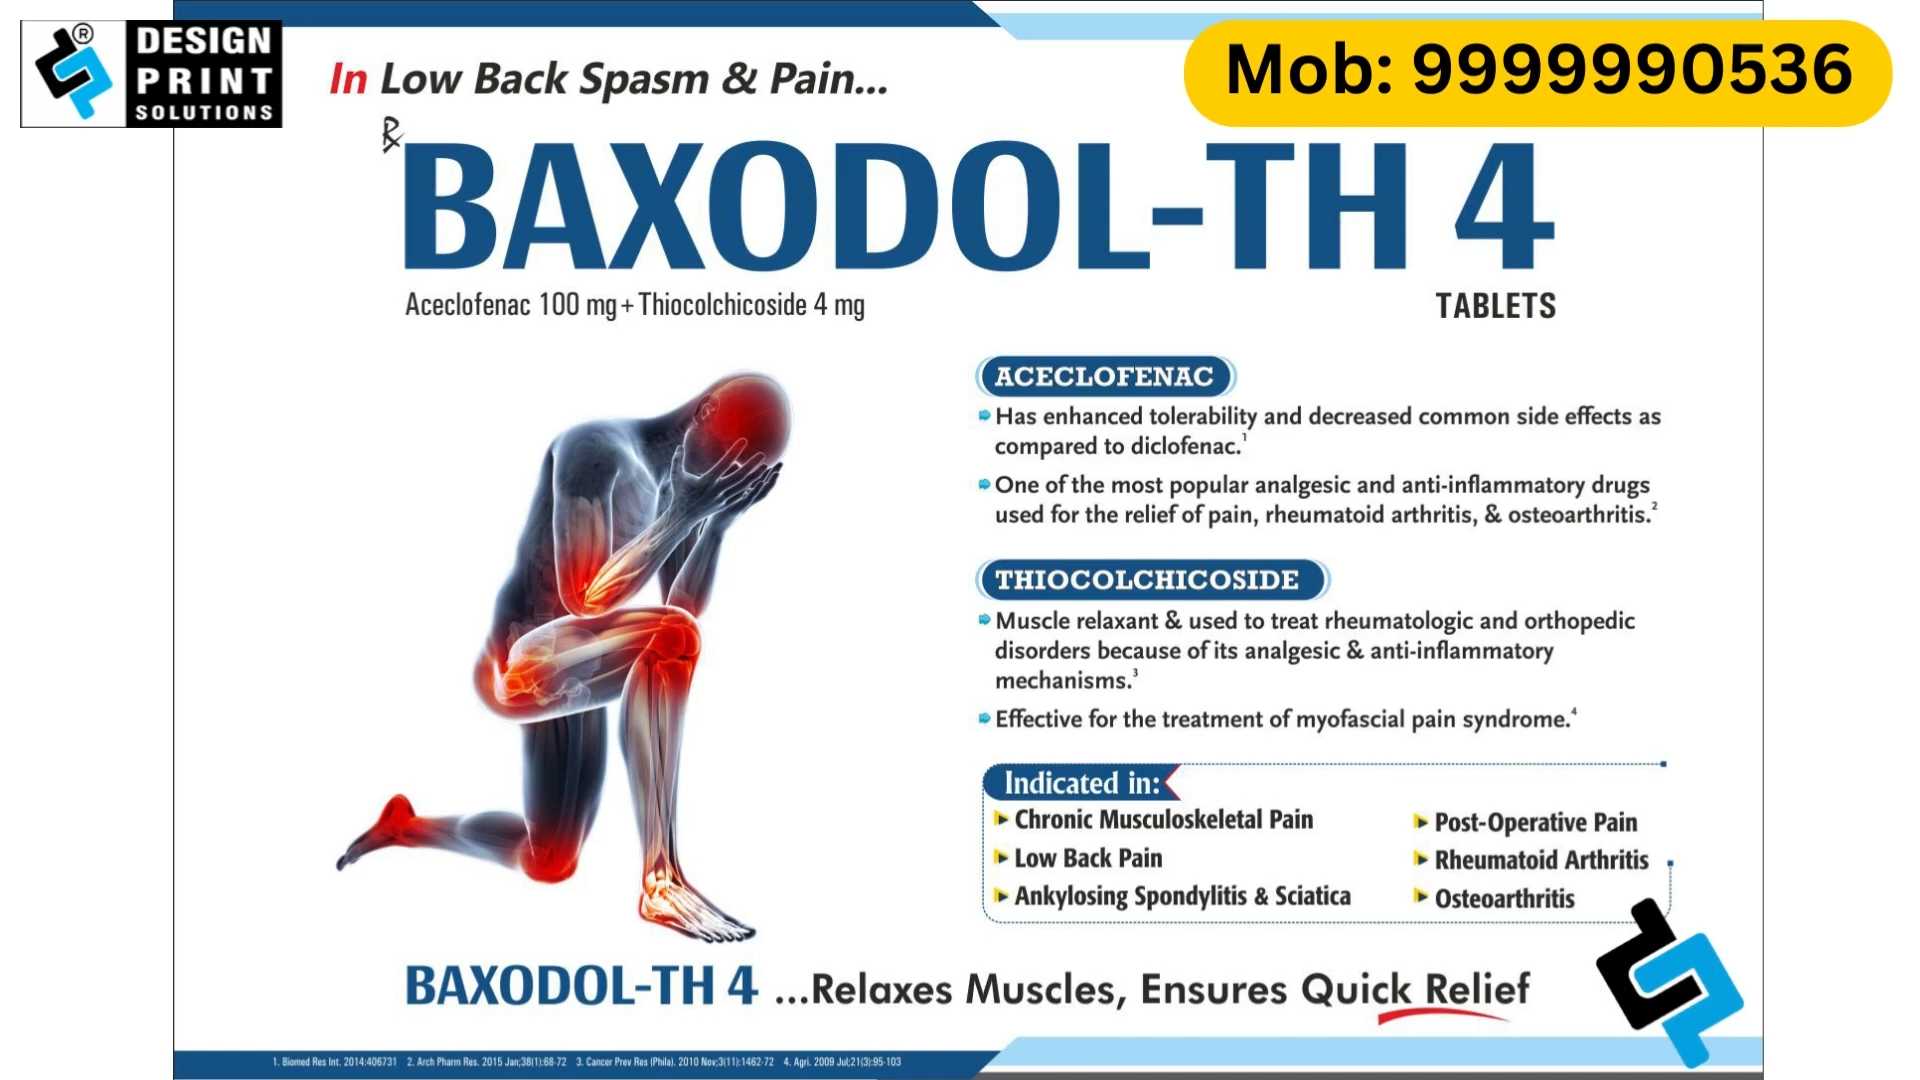 DESIGN
PRINT
SOLUTIONS
®
Mob: 9999990536
In Low Back Spasm & Pain...
℞
BAXODOL-TH 4
Aceclofenac 100 mg + Thiocolchicoside 4 mg
TABLETS
ACECLOFENAC
Has enhanced tolerability and decreased common side effects as
compared to diclofenac.¹
One of the most popular analgesic and anti-inflammatory drugs
used for the relief of pain, rheumatoid arthritis, & osteoarthritis.²
THIOCOLCHICOSIDE
Muscle relaxant & used to treat rheumatologic and orthopedic
disorders because of its analgesic & anti-inflammatory
mechanisms.³
Effective for the treatment of myofascial pain syndrome.⁴
Indicated in:
Chronic Musculoskeletal Pain
Low Back Pain
Ankylosing Spondylitis & Sciatica
Post-Operative Pain
Rheumatoid Arthritis
Osteoarthritis
BAXODOL-TH 4 ...Relaxes Muscles, Ensures Quick Relief
1. Biomed Res Int. 2014:406731 2. Arch Pharm Res. 2015 Jan;38(1):68-72 3. Cancer Prev Res (Phila). 2010 Nov;3(11):1462-72 4. Agri. 2009 Jul;21(3):95-103